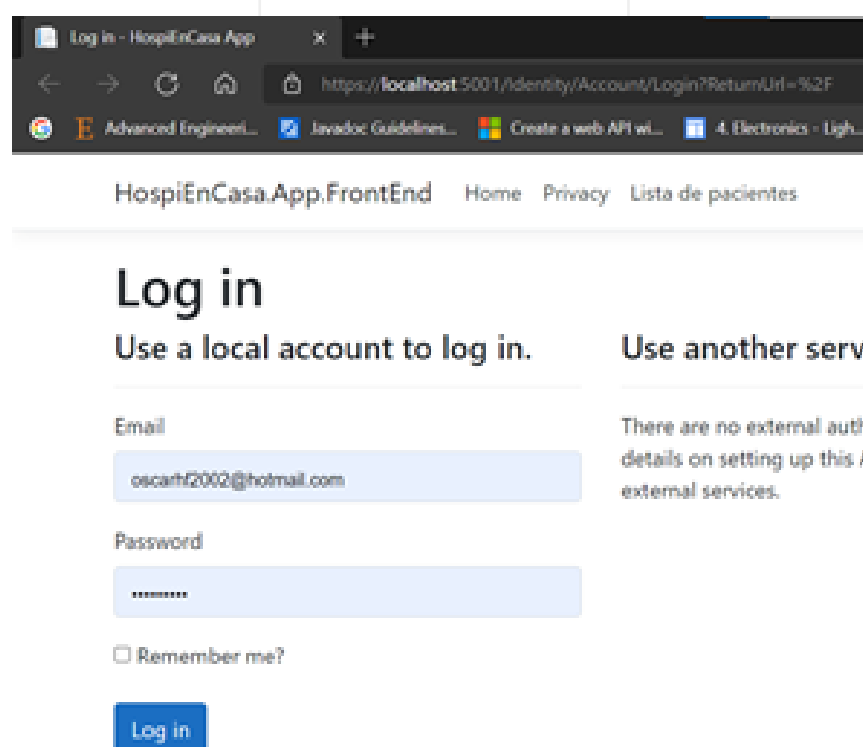 Log in - HospiEnCasa App
https://localhost:5001/Identity/Account/Login?ReturnUrl=%2F
Advanced Engineeri... Javadoc Guidelines... Create a web API wi... 4. Electronics - Ligh...
HospiEnCasa.App.FrontEnd Home Privacy Lista de pacientes
Log in
Use a local account to log in.
Email
oscarhf2002@hotmail.com
Password
Remember me?
Log in
Use another serv
There are no external auth
details on setting up this A
external services.